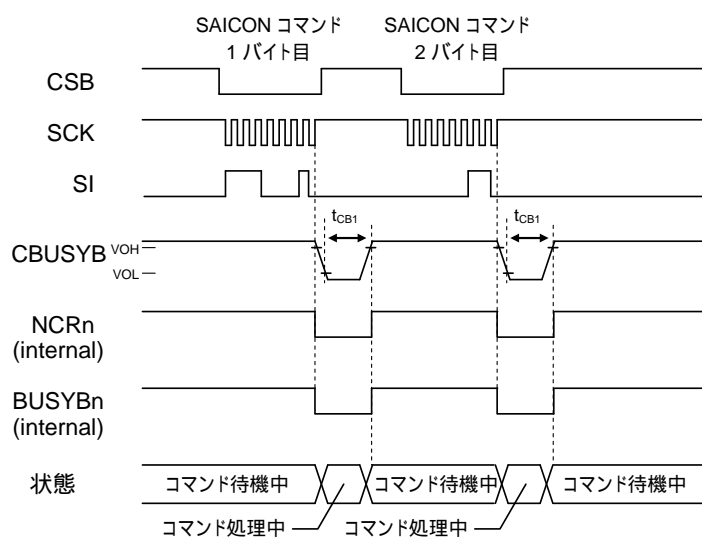 SAICON コマンド
1 バイト目
SAICON コマンド
2 バイト目
CSB
SCK
SI
tCB1
tCB1
CBUSYB
VOH
VOL
NCRn
(internal)
BUSYBn
(internal)
状態
コマンド待機中
コマンド待機中
コマンド待機中
コマンド処理中
コマンド処理中